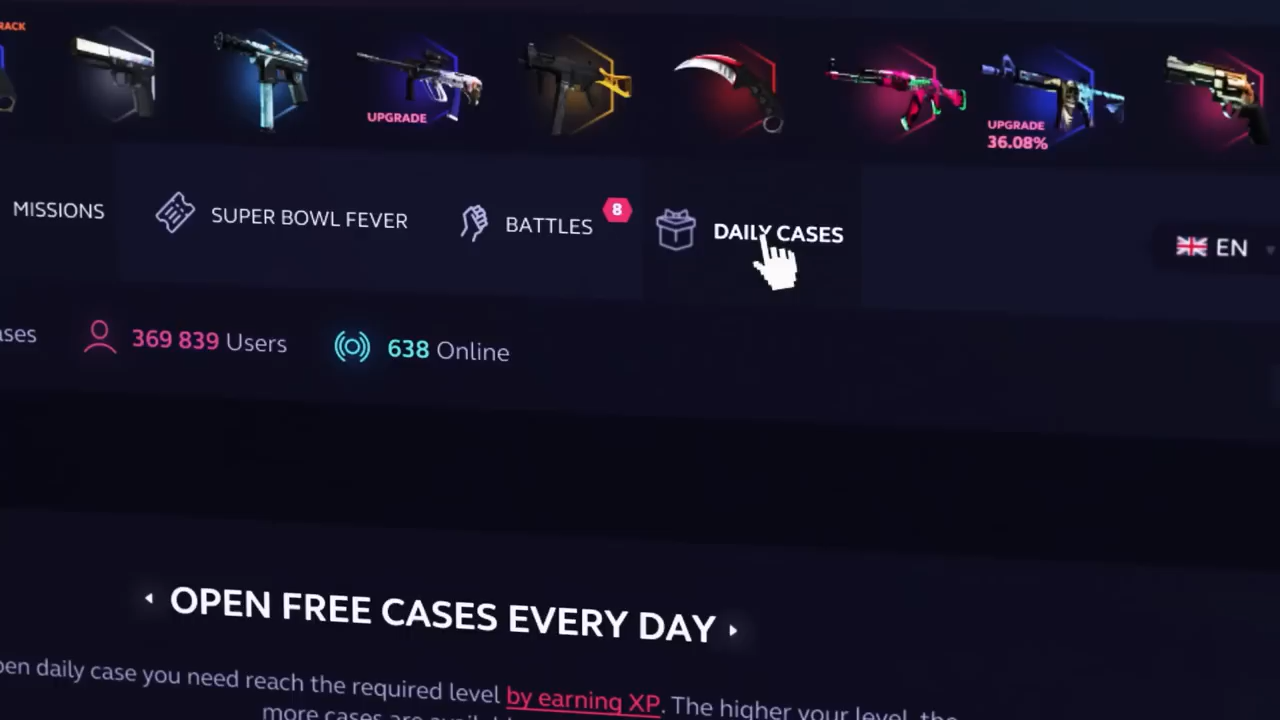 RACK
UPGRADE
UPGRADE
36.08%
MISSIONS
SUPER BOWL FEVER
BATTLES
8
DAILY CASES
EN
369 839 Users
638 Online
OPEN FREE CASES EVERY DAY
daily case you need reach the required level by earning XP. The higher your level, the
more cases are